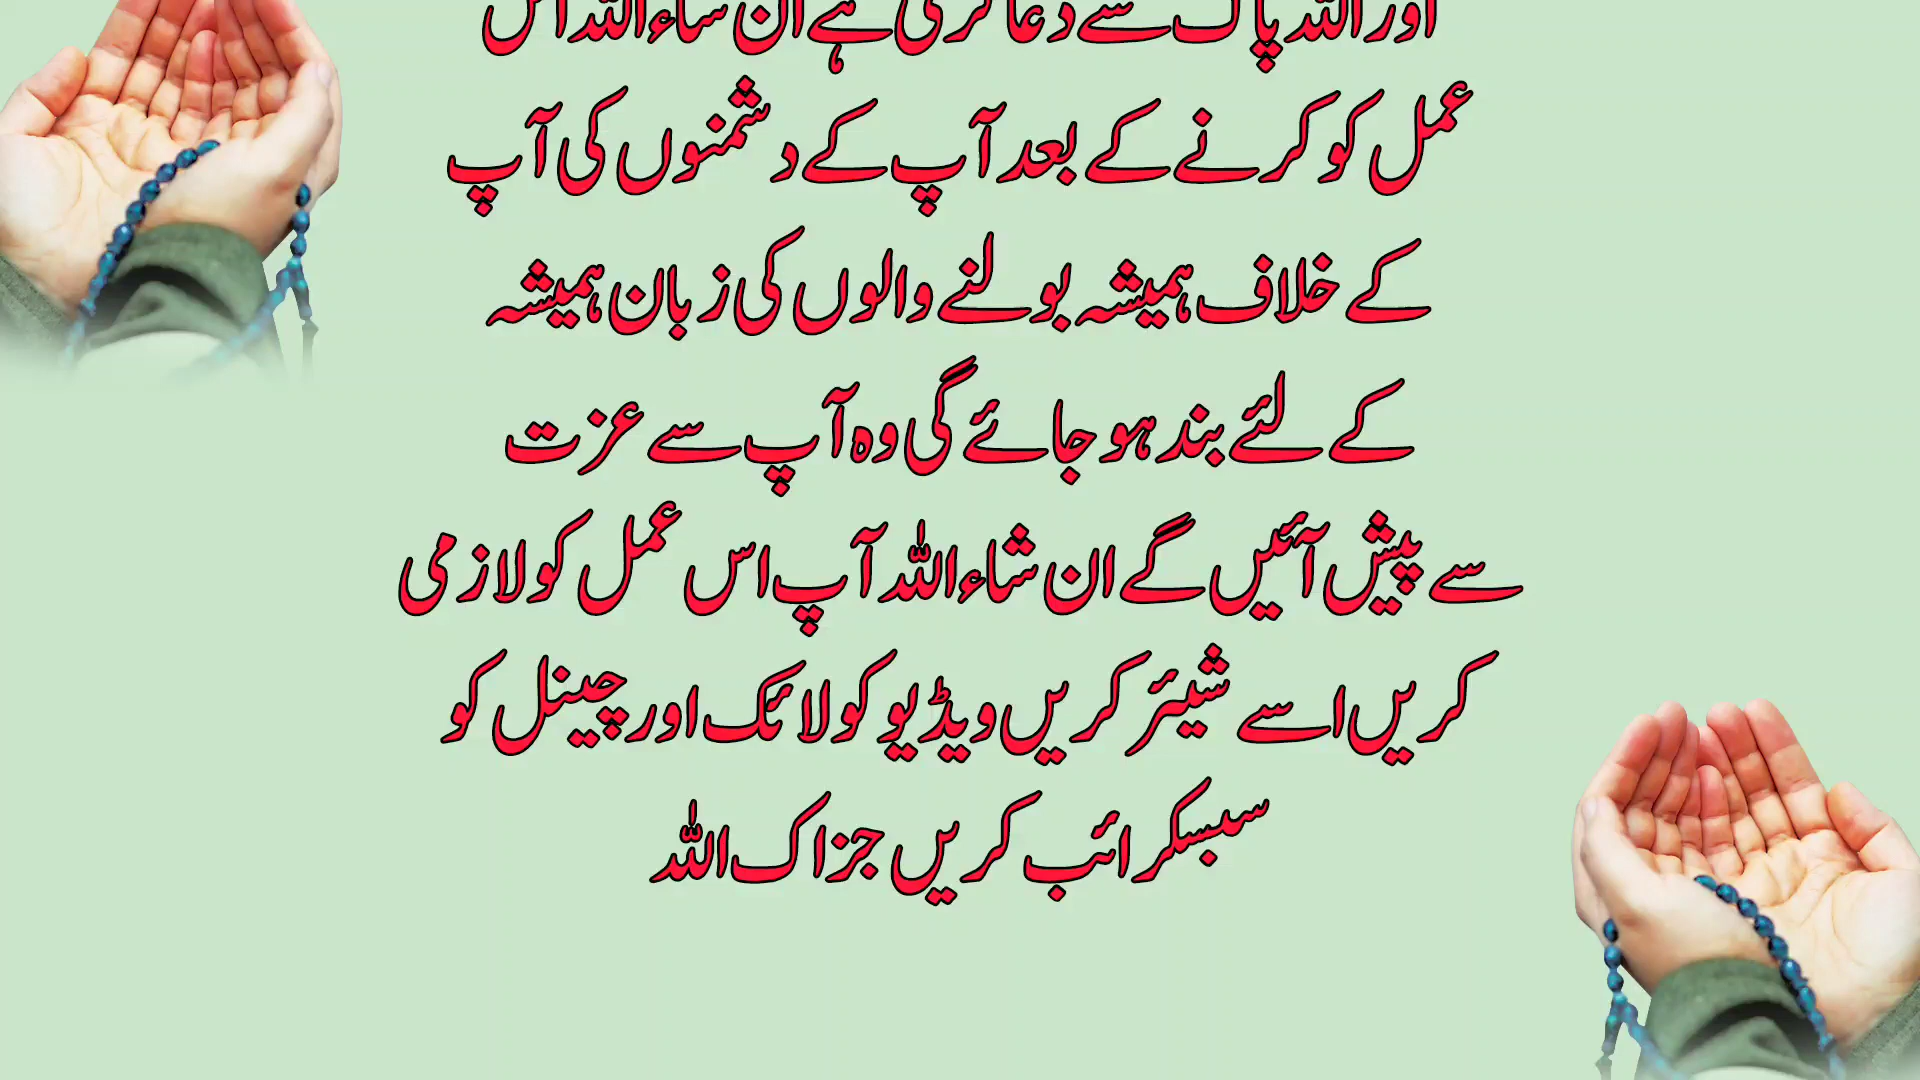 اور اللہ پاک سے دعا کرنی ہے ان شاءاللہ اس
عمل کو کرنے کے بعد آپ کے دشمنوں کی آپ
کے خلاف ہمیشہ بولنے والوں کی زبان ہمیشہ
کے لئے بند ہو جائے گی وہ آپ سے عزت
سے پیش آئیں گے ان شاءاللہ آپ اس عمل کو لازمی
کریں اسے شیئر کریں ویڈیو کو لائک اور چینل کو
سبسکرائب کریں جزاک اللہ